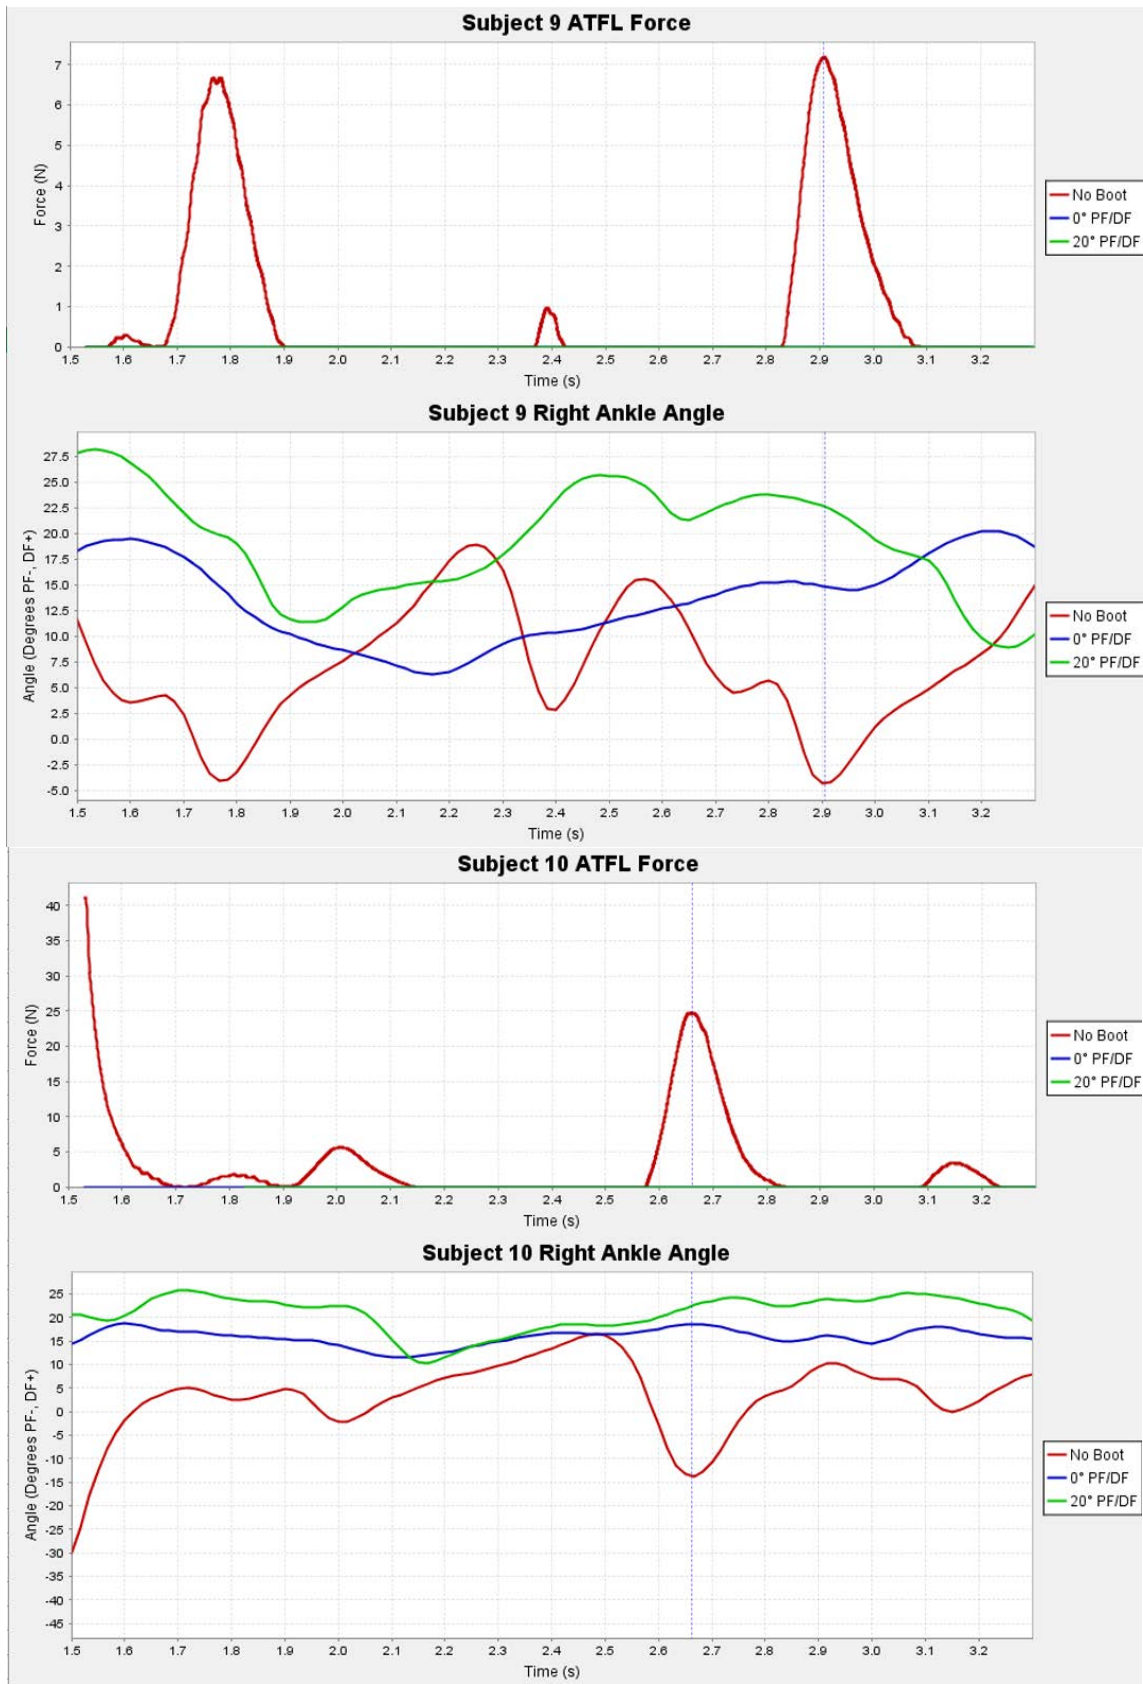 Subject 9 ATFL Force
7
6
5
4
3
2
1
0
Force (N)
1.5 1.6 1.7 1.8 1.9 2.0 2.1 2.2 2.3 2.4 2.5 2.6 2.7 2.8 2.9 3.0 3.1 3.2
Time (s)
No Boot
0° PF/DF
20° PF/DF
Subject 9 Right Ankle Angle
27.5
25.0
22.5
20.0
17.5
15.0
12.5
10.0
7.5
5.0
2.5
0.0
-2.5
-5.0
Angle (Degrees PF-, DF+)
1.5 1.6 1.7 1.8 1.9 2.0 2.1 2.2 2.3 2.4 2.5 2.6 2.7 2.8 2.9 3.0 3.1 3.2
Time (s)
No Boot
0° PF/DF
20° PF/DF
Subject 10 ATFL Force
40
35
30
25
20
15
10
5
0
Force (N)
1.5 1.6 1.7 1.8 1.9 2.0 2.1 2.2 2.3 2.4 2.5 2.6 2.7 2.8 2.9 3.0 3.1 3.2
Time (s)
No Boot
0° PF/DF
20° PF/DF
Subject 10 Right Ankle Angle
25
20
15
10
5
0
-5
-10
-15
-20
-25
-30
-35
-40
-45
Angle (Degrees PF-, DF+)
1.5 1.6 1.7 1.8 1.9 2.0 2.1 2.2 2.3 2.4 2.5 2.6 2.7 2.8 2.9 3.0 3.1 3.2
Time (s)
No Boot
0° PF/DF
20° PF/DF